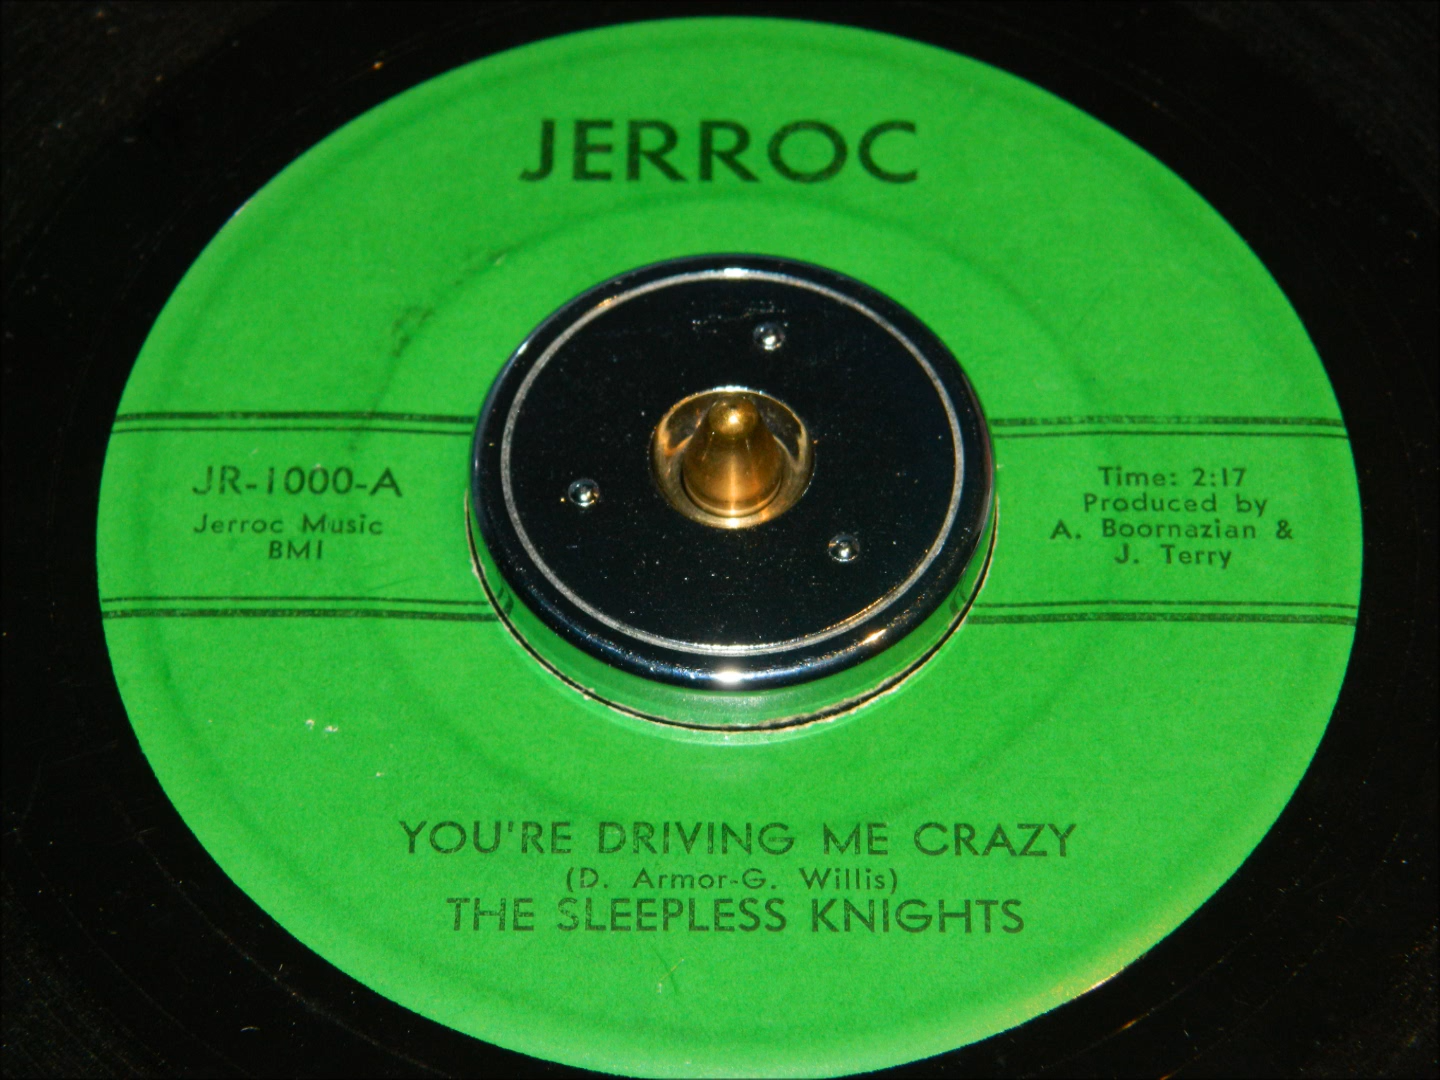 JERROC
JR-1000-A
Jerroc Music
BMI
Time: 2:17
Produced by
A. Boornazian &
J. Terry
YOU'RE DRIVING ME CRAZY
(D. Armor-G. Willis)
THE SLEEPLESS KNIGHTS